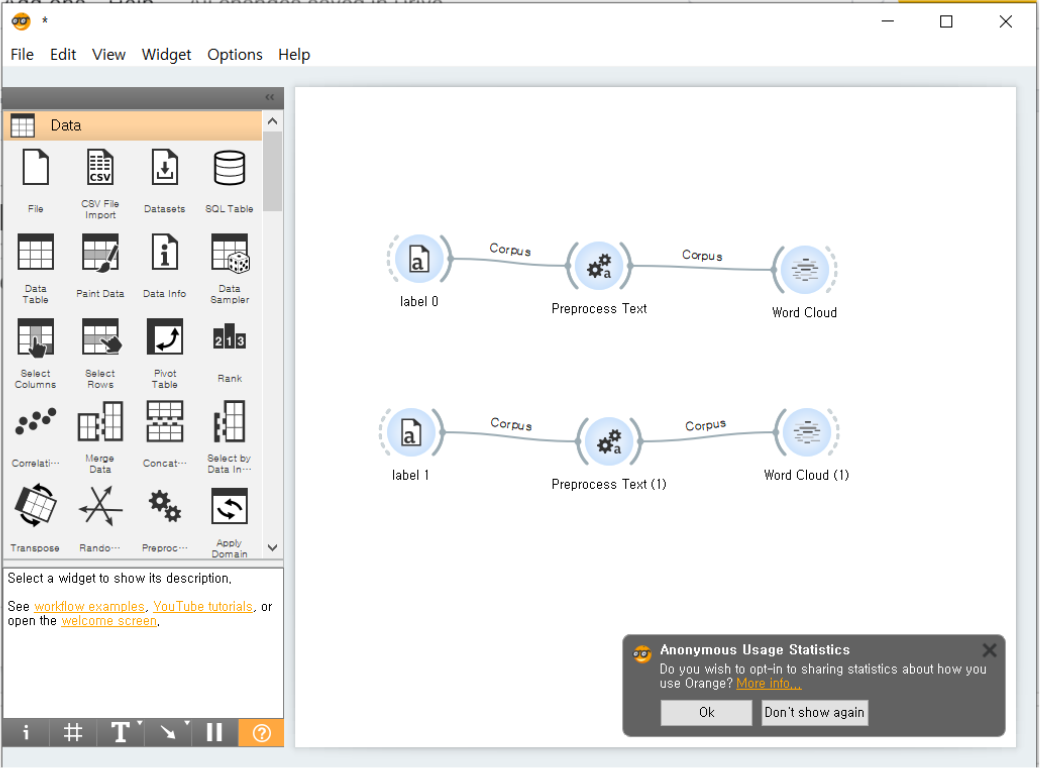 *
File Edit View Widget Options Help
Data
File
CSV File
Import
Datasets
SQL Table
Data
Table
Paint Data
Data Info
Data
Sampler
Select
Columns
Select
Rows
Pivot
Table
Rank
Correlati···
Merge
Data
Concat···
Select by
Data In···
Transpose
Rando···
Preproc···
Apply
Domain
CSV
213
Select a widget to show its description,
See workflow examples, YouTube tutorials, or
open the welcome screen,
label 0
Corpus
Preprocess Text
Corpus
Word Cloud
label 1
Corpus
Preprocess Text (1)
Corpus
Word Cloud (1)
Anonymous Usage Statistics
Do you wish to opt-in to sharing statistics about how you
use Orange? More info...
Ok
Don't show again